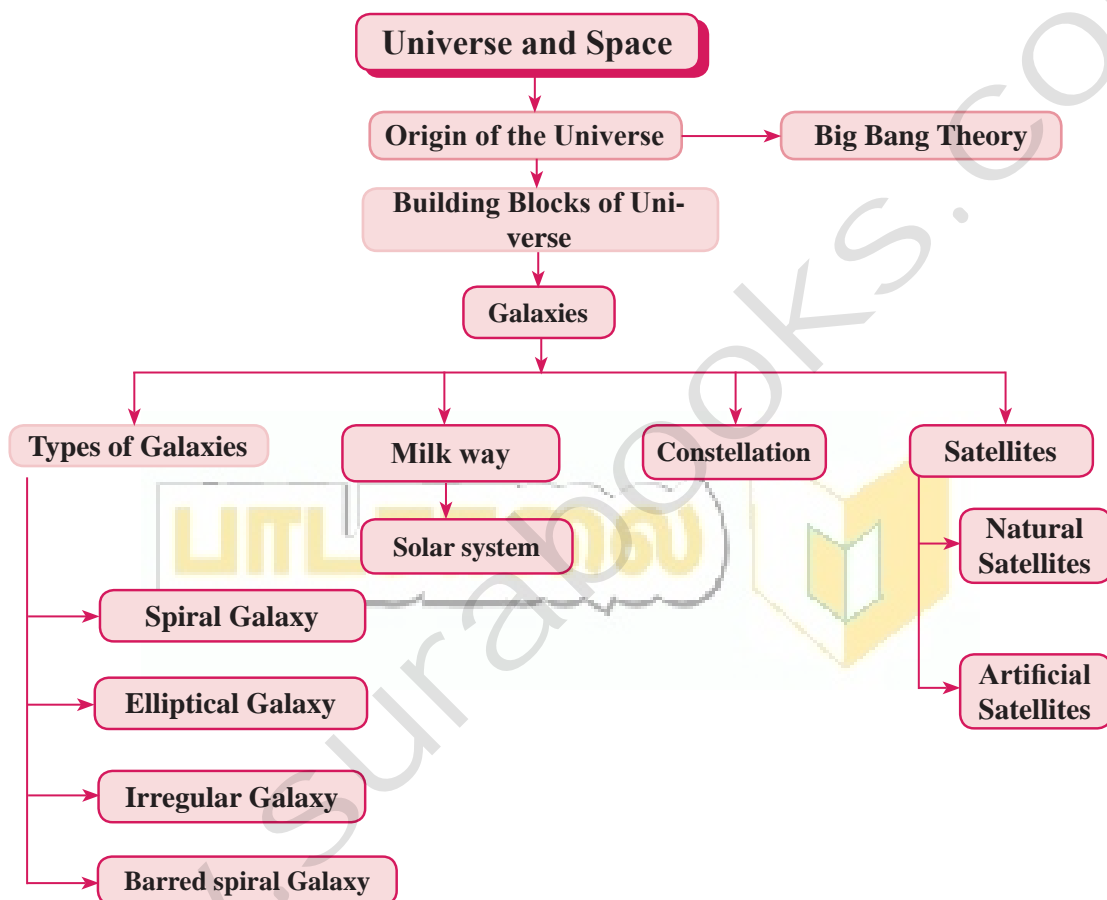 Universe and Space
Origin of the Universe
Big Bang Theory
Building Blocks of Uni-
verse
Galaxies
Types of Galaxies
Milk way
Constellation
Satellites
Solar system
Natural
Satellites
Spiral Galaxy
Elliptical Galaxy
Artificial
Satellites
Irregular Galaxy
Barred spiral Galaxy
.surabooks.co